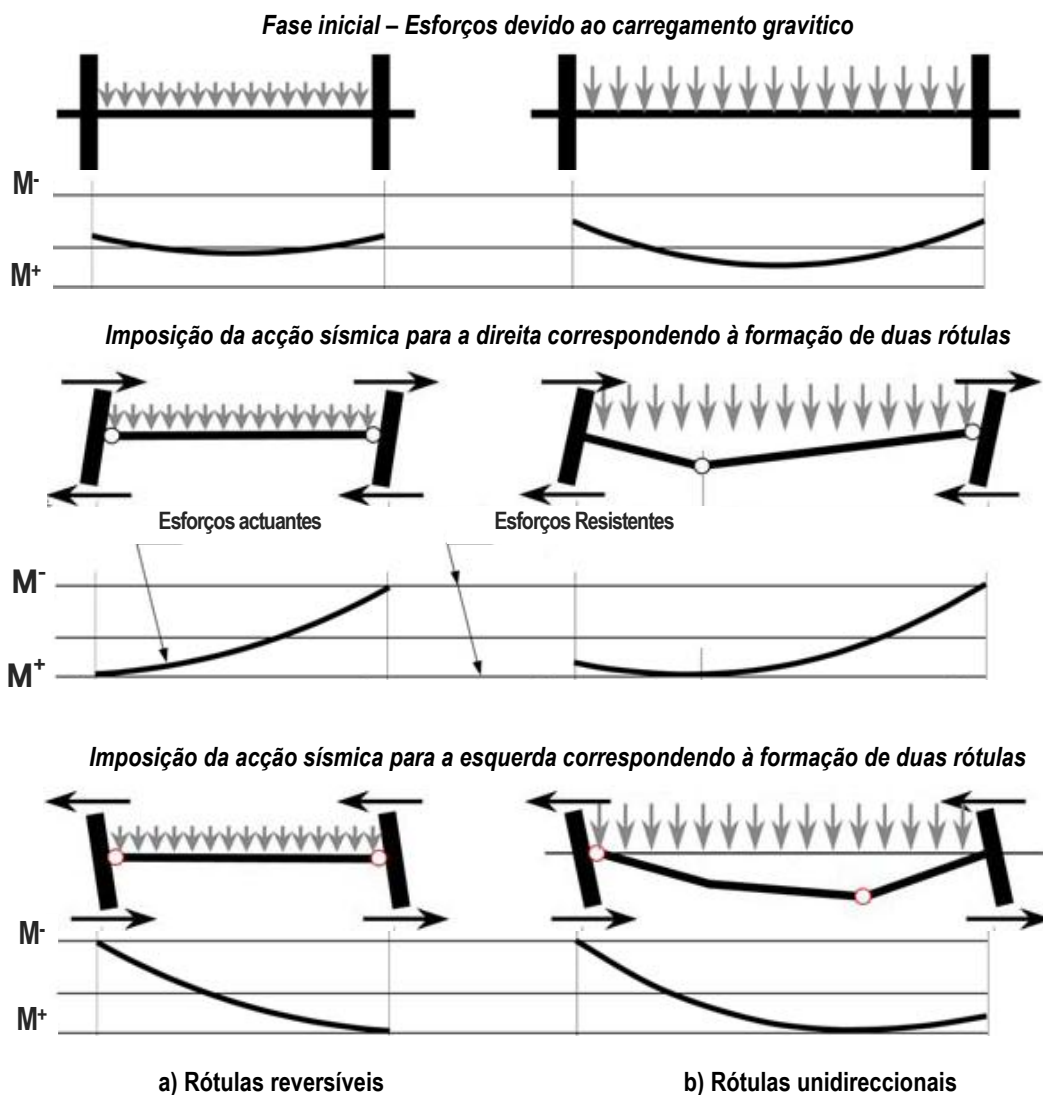 Fase inicial – Esforços devido ao carregamento gravitico
M-
M+
Imposição da acção sísmica para a direita correspondendo à formação de duas rótulas
Esforços actuantes
Esforços Resistentes
M-
M+
Imposição da acção sísmica para a esquerda correspondendo à formação de duas rótulas
M-
M+
a) Rótulas reversíveis
b) Rótulas unidireccionais